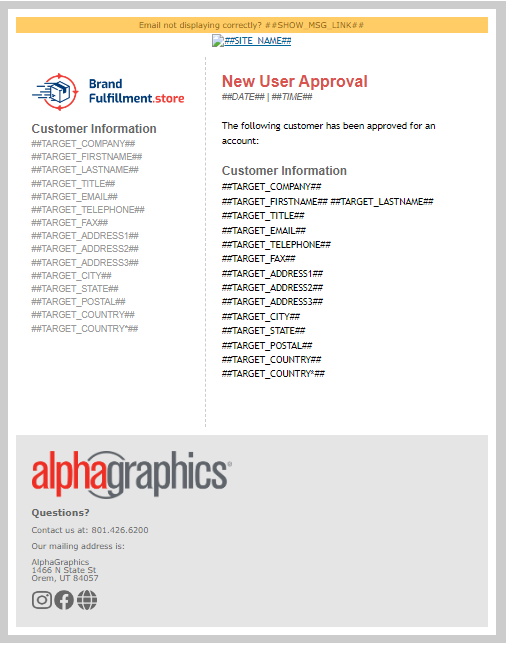 Email not displaying correctly? ##SHOW_MSG_LINK##
##SITE_NAME##
Brand
Fulfillment.store
Customer Information
##TARGET_COMPANY##
##TARGET_FIRSTNAME##
##TARGET_LASTNAME##
##TARGET_TITLE##
##TARGET_EMAIL##
##TARGET_TELEPHONE##
##TARGET_FAX##
##TARGET_ADDRESS1##
##TARGET_ADDRESS2##
##TARGET_ADDRESS3##
##TARGET_CITY##
##TARGET_STATE##
##TARGET_POSTAL##
##TARGET_COUNTRY##
##TARGET_COUNTRY*##
New User Approval
##DATE## | ##TIME##
The following customer has been approved for an
account:
Customer Information
##TARGET_COMPANY##
##TARGET_FIRSTNAME## ##TARGET_LASTNAME##
##TARGET_TITLE##
##TARGET_EMAIL##
##TARGET_TELEPHONE##
##TARGET_FAX##
##TARGET_ADDRESS1##
##TARGET_ADDRESS2##
##TARGET_ADDRESS3##
##TARGET_CITY##
##TARGET_STATE##
##TARGET_POSTAL##
##TARGET_COUNTRY##
##TARGET_COUNTRY*##
alphagraphics®
Questions?
Contact us at: 801.426.6200
Our mailing address is:
AlphaGraphics
1466 N State St
Orem, UT 84057